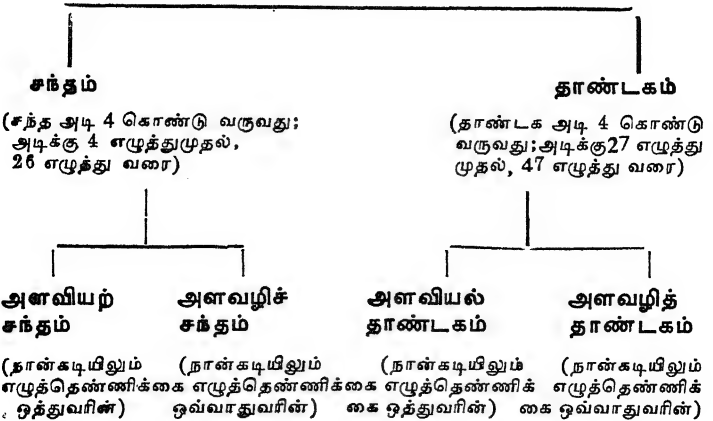 சந்தம்
(சந்த அடி 4 கொண்டு வருவது;
அடிக்கு 4 எழுத்துமுதல்,
26 எழுத்து வரை)
தாண்டகம்
(தாண்டக அடி 4 கொண்டு
வருவது;அடிக்கு27 எழுத்து
முதல், 47 எழுத்து வரை)
அளவியற்
சந்தம்
(நான்கடியிலும்
எழுத்தெண்ணிக்கை
ஒத்துவரின்)
அளவழிச்
சந்தம்
(நான்கடியிலும்
எழுத்தெண்ணிக்கை
ஒவ்வாதுவரின்)
அளவியல்
தாண்டகம்
(நான்கடியிலும்
எழுத்தெண்ணிக்
கை ஒத்துவரின்)
அளவழித்
தாண்டகம்
(நான்கடியிலும்
எழுத்தெண்ணிக்
கை ஒவ்வாதுவரின்)